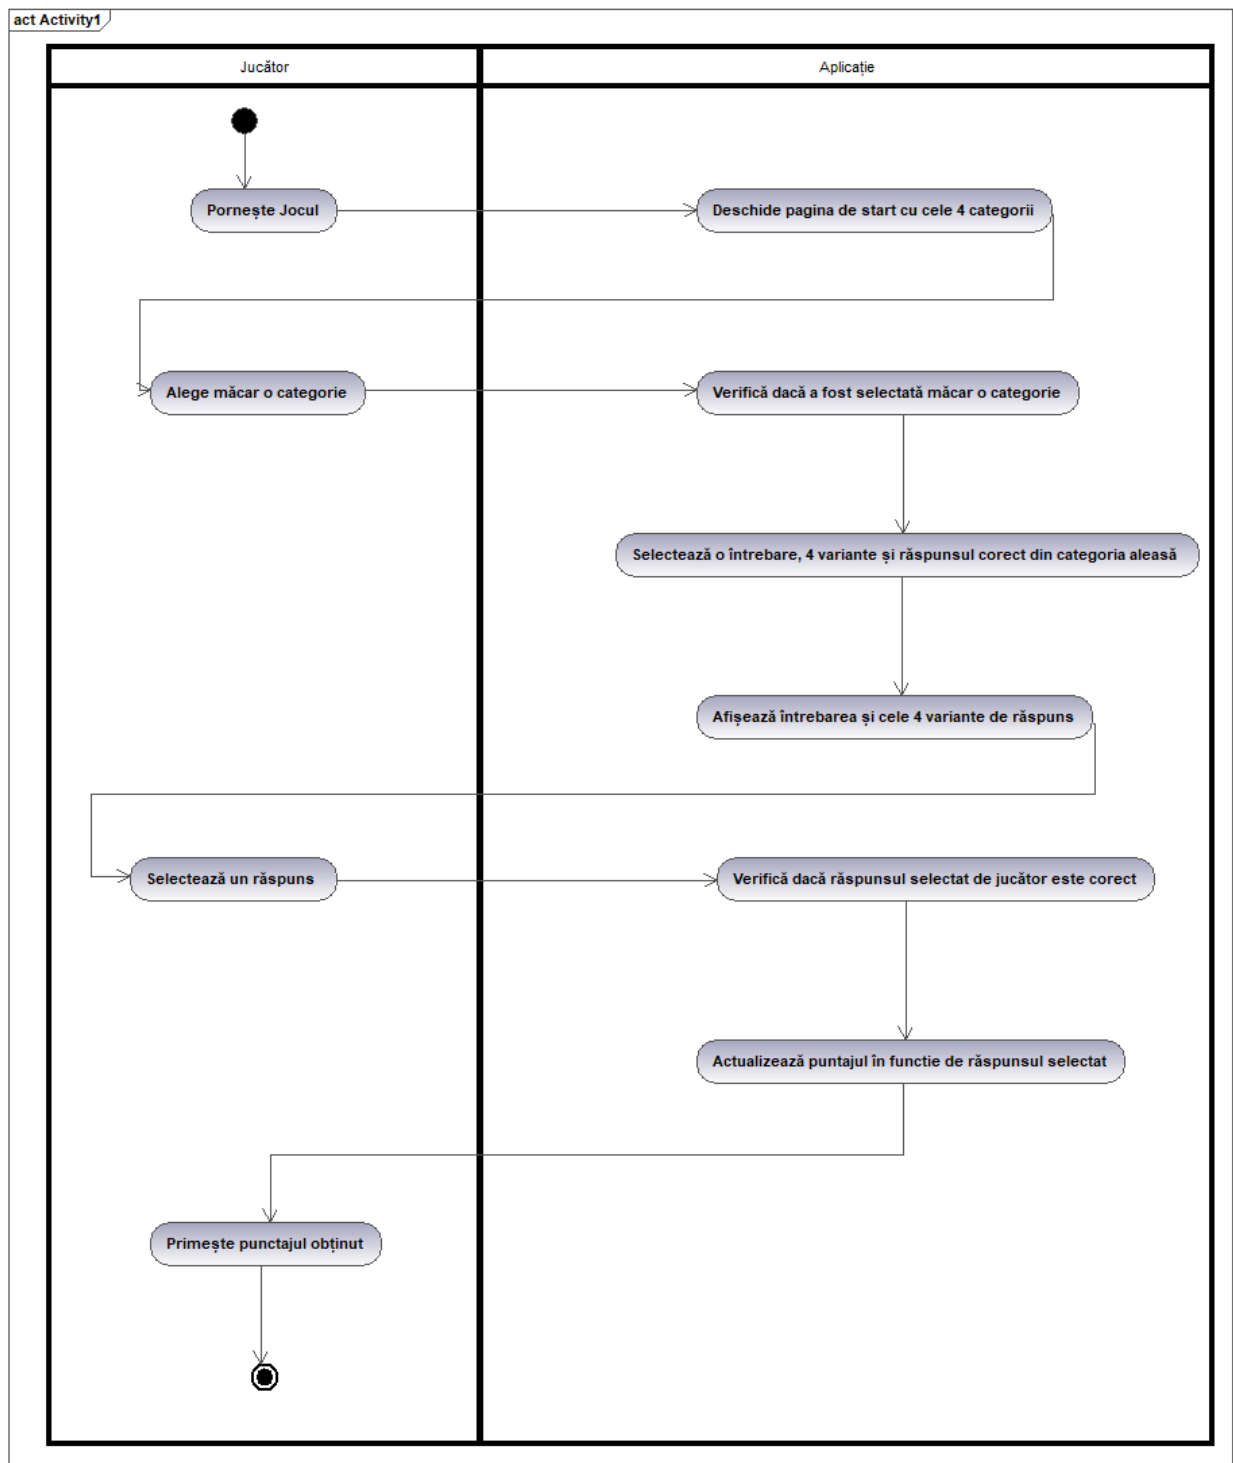 act Activity1
Jucător
Aplicație
Pornește Jocul
Deschide pagina de start cu cele 4 categorii
Alege măcar o categorie
Verifică dacă a fost selectată măcar o categorie
Selectează o întrebare, 4 variante și răspunsul corect din categoria aleasă
Afișează întrebarea și cele 4 variante de răspuns
Selectează un răspuns
Verifică dacă răspunsul selectat de jucător este corect
Actualizează puntajul în functie de răspunsul selectat
Primește punctajul obținut